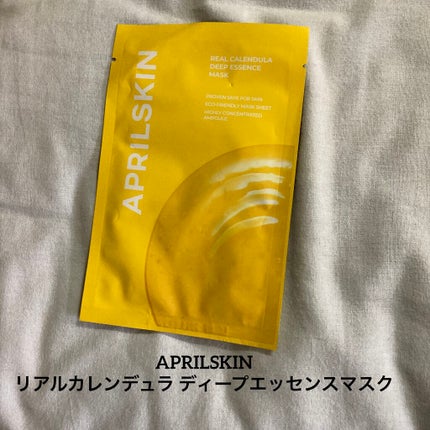 APRILSKIN
REAL CALENDULA
DEEP ESSENCE
MASK
PROVEN SAFE FOR SKIN
ECO-FRIENDLY MASK SHEET
HIGHLY CONCENTRATED
AMPOULE
APRILSKIN
リアルカレンデュラ ディープエッセンスマスク